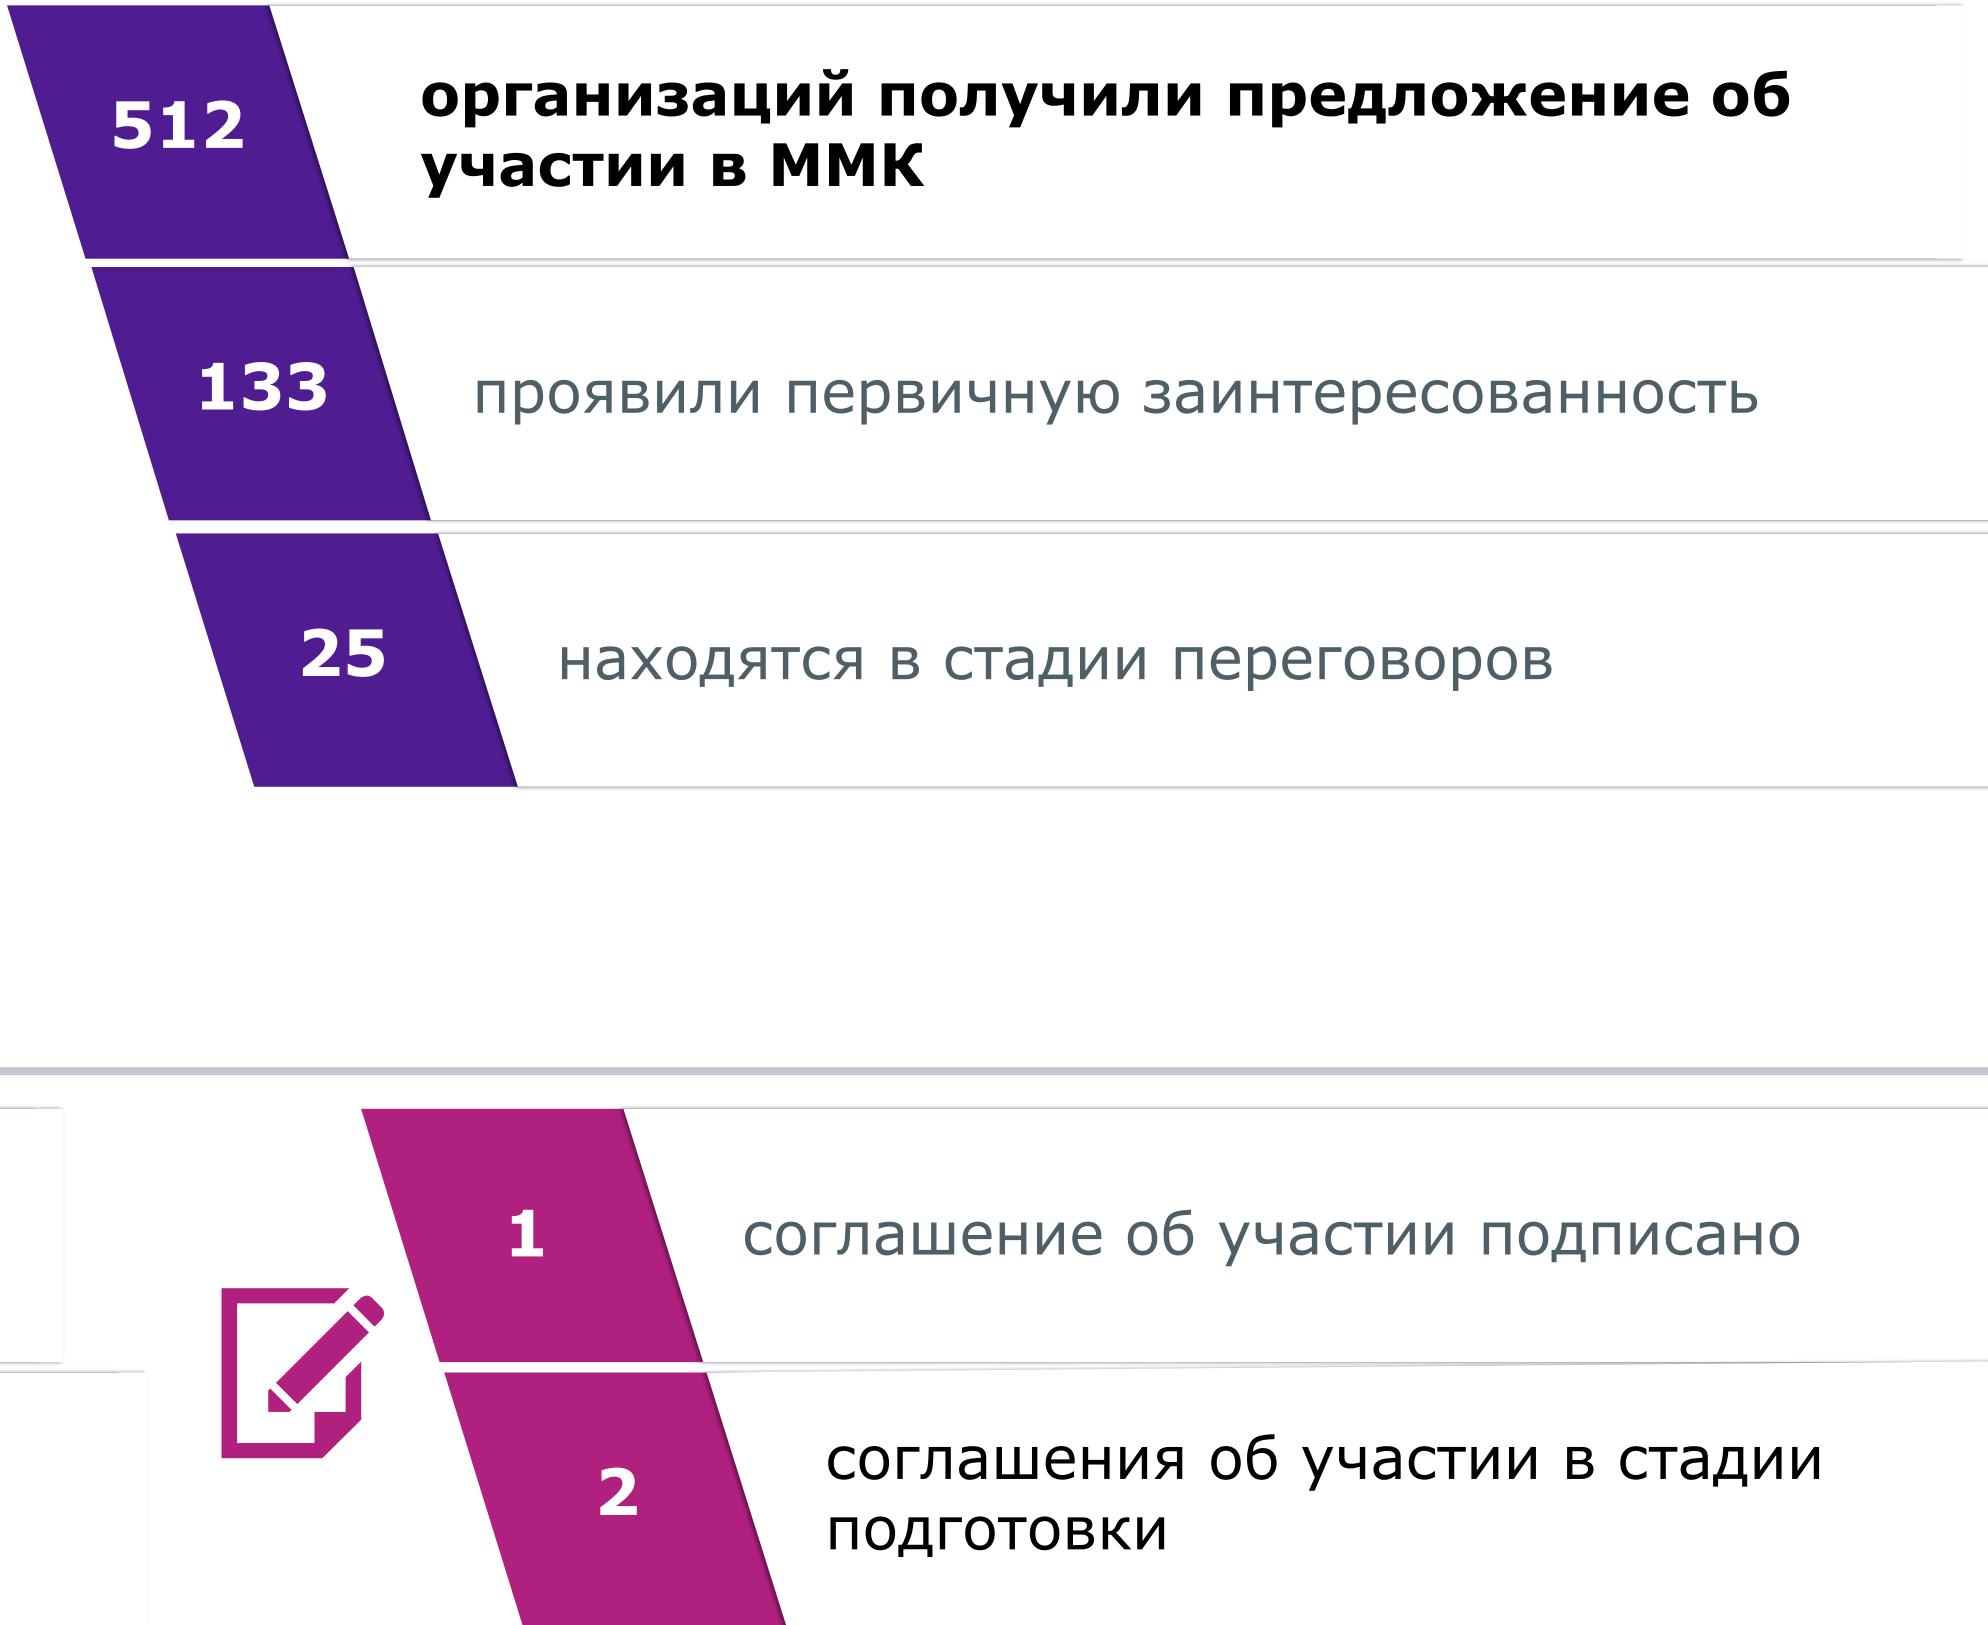 512
организаций получили предложение об
участии в ММК
133
проявили первичную заинтересованность
25
находятся в стадии переговоров
1
соглашение об участии подписано
2
соглашения об участии в стадии
подготовки